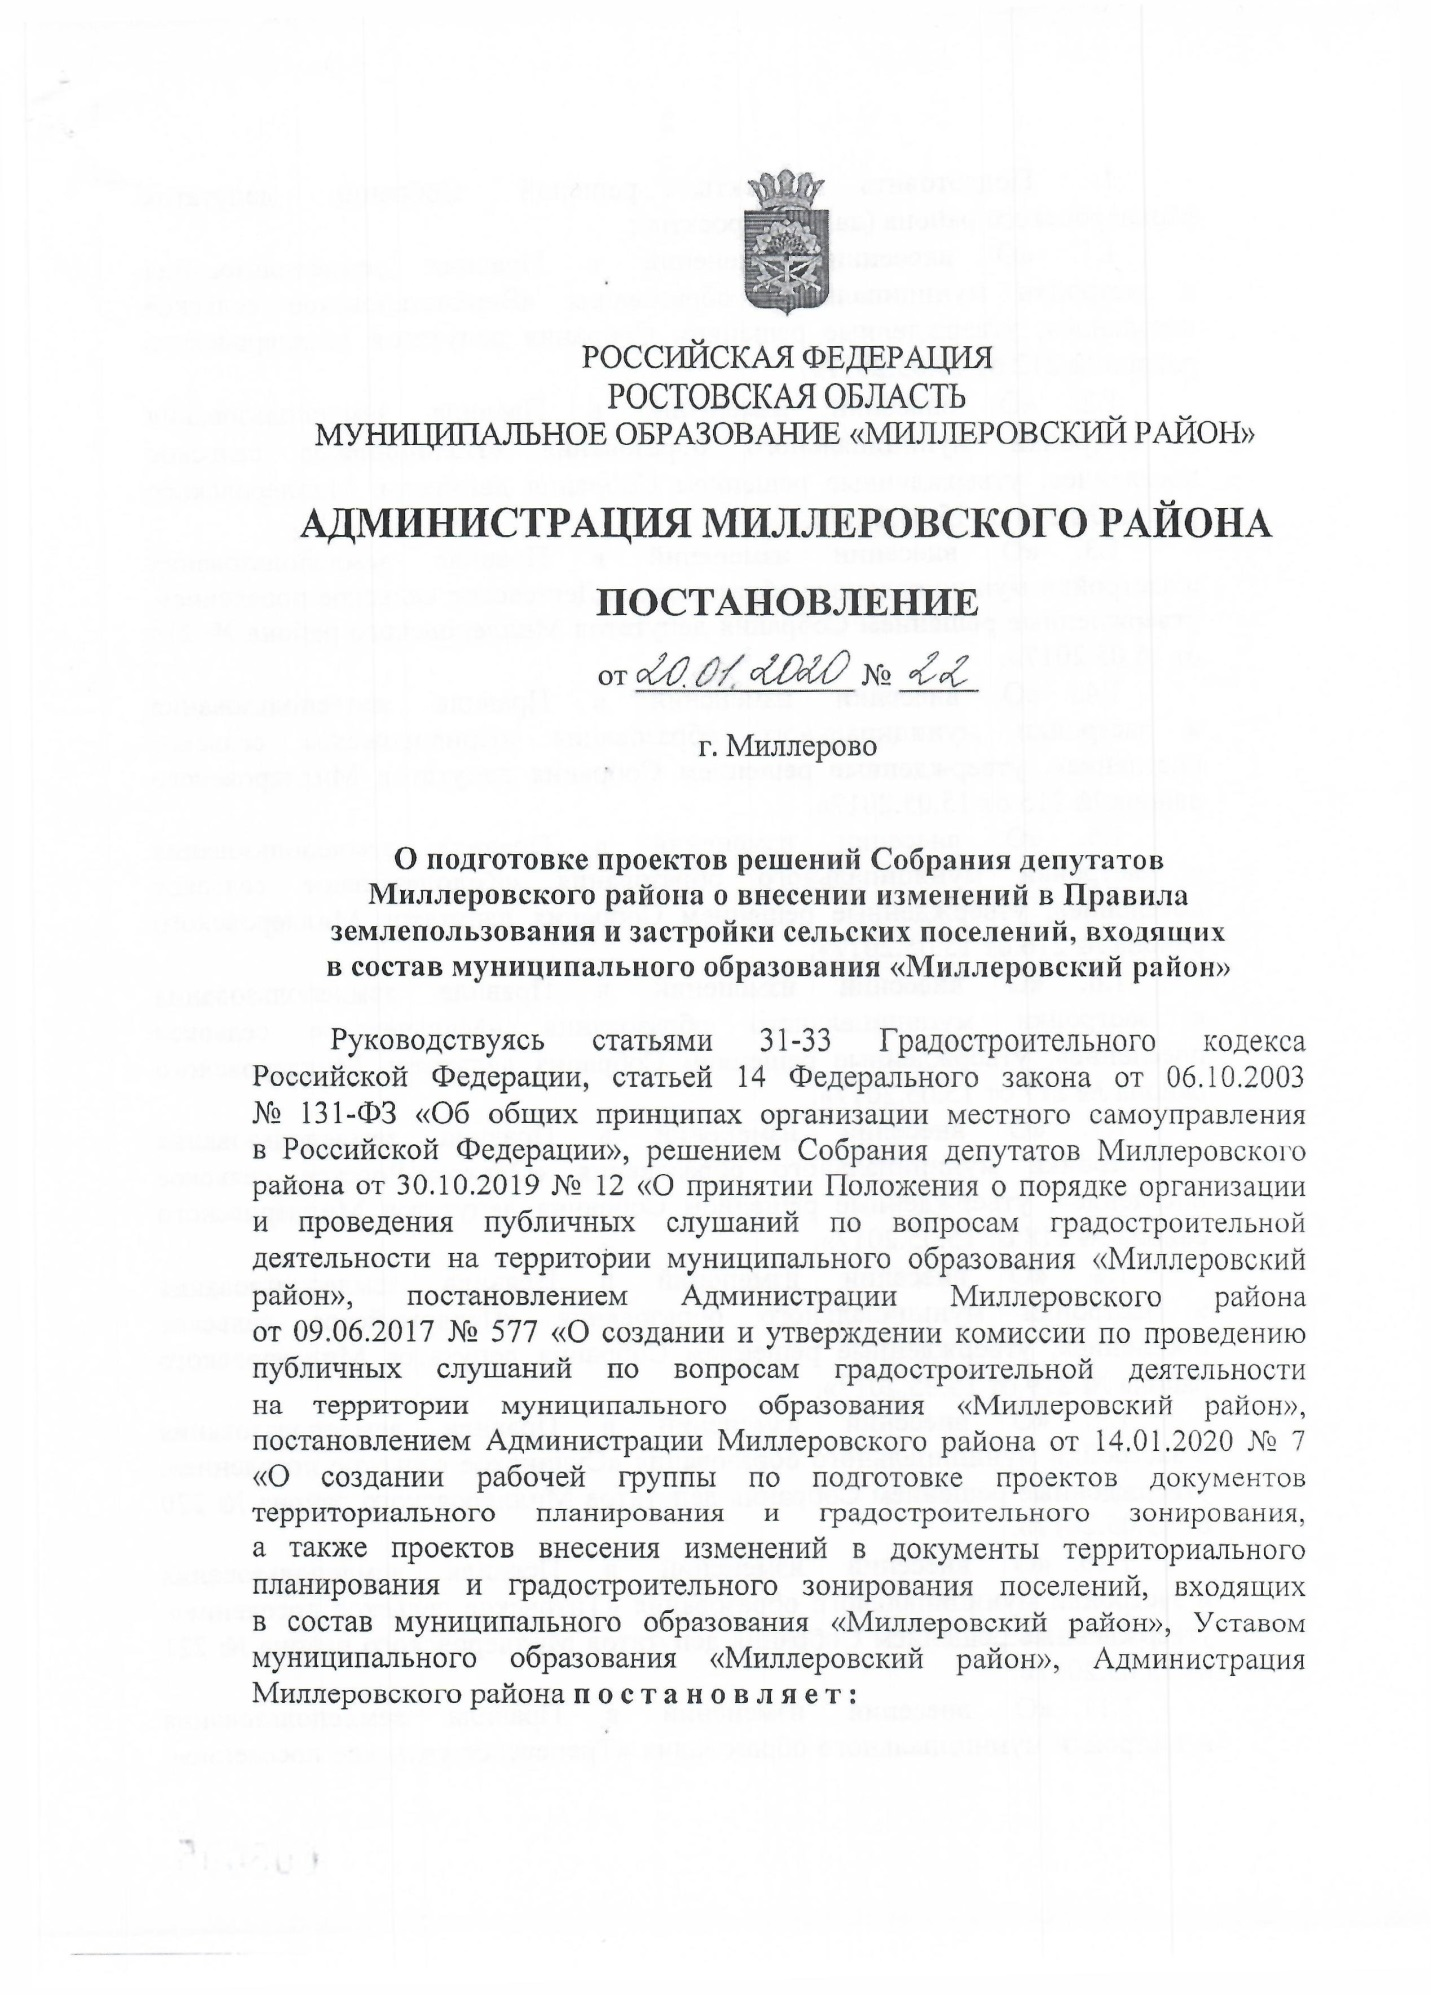 РОССИЙСКАЯ ФЕДЕРАЦИЯ
РОСТОВСКАЯ ОБЛАСТЬ
МУНИЦИПАЛЬНОЕ ОБРАЗОВАНИЕ «МИЛЛЕРОВСКИЙ РАЙОН»
АДМИНИСТРАЦИЯ МИЛЛЕРОВСКОГО РАЙОНА
ПОСТАНОВЛЕНИЕ
от 20.01.2020 № 22
г. Миллерово
О подготовке проектов решений Собрания депутатов
Миллеровского района о внесении изменений в Правила
землепользования и застройки сельских поселений, входящих
в состав муниципального образования «Миллеровский район»
Руководствуясь статьями 31-33 Градостроительного кодекса
Российской Федерации, статьей 14 Федерального закона от 06.10.2003
№ 131-ФЗ «Об общих принципах организации местного самоуправления
в Российской Федерации», решением Собрания депутатов Миллеровского
района от 30.10.2019 № 12 «О принятии Положения о порядке организации
и проведения публичных слушаний по вопросам градостроительной
деятельности на территории муниципального образования «Миллеровский
район», постановлением Администрации Миллеровского района
от 09.06.2017 № 577 «О создании и утверждении комиссии по проведению
публичных слушаний по вопросам градостроительной деятельности
на территории муниципального образования «Миллеровский район»,
постановлением Администрации Миллеровского района от 14.01.2020 № 7
«О создании рабочей группы по подготовке проектов документов
территориального планирования и градостроительного зонирования,
а также проектов внесения изменений в документы территориального
планирования и градостроительного зонирования поселений, входящих
в состав муниципального образования «Миллеровский район», Уставом
муниципального образования «Миллеровский район», Администрация
Миллеровского района п о с т а н о в л я е т :